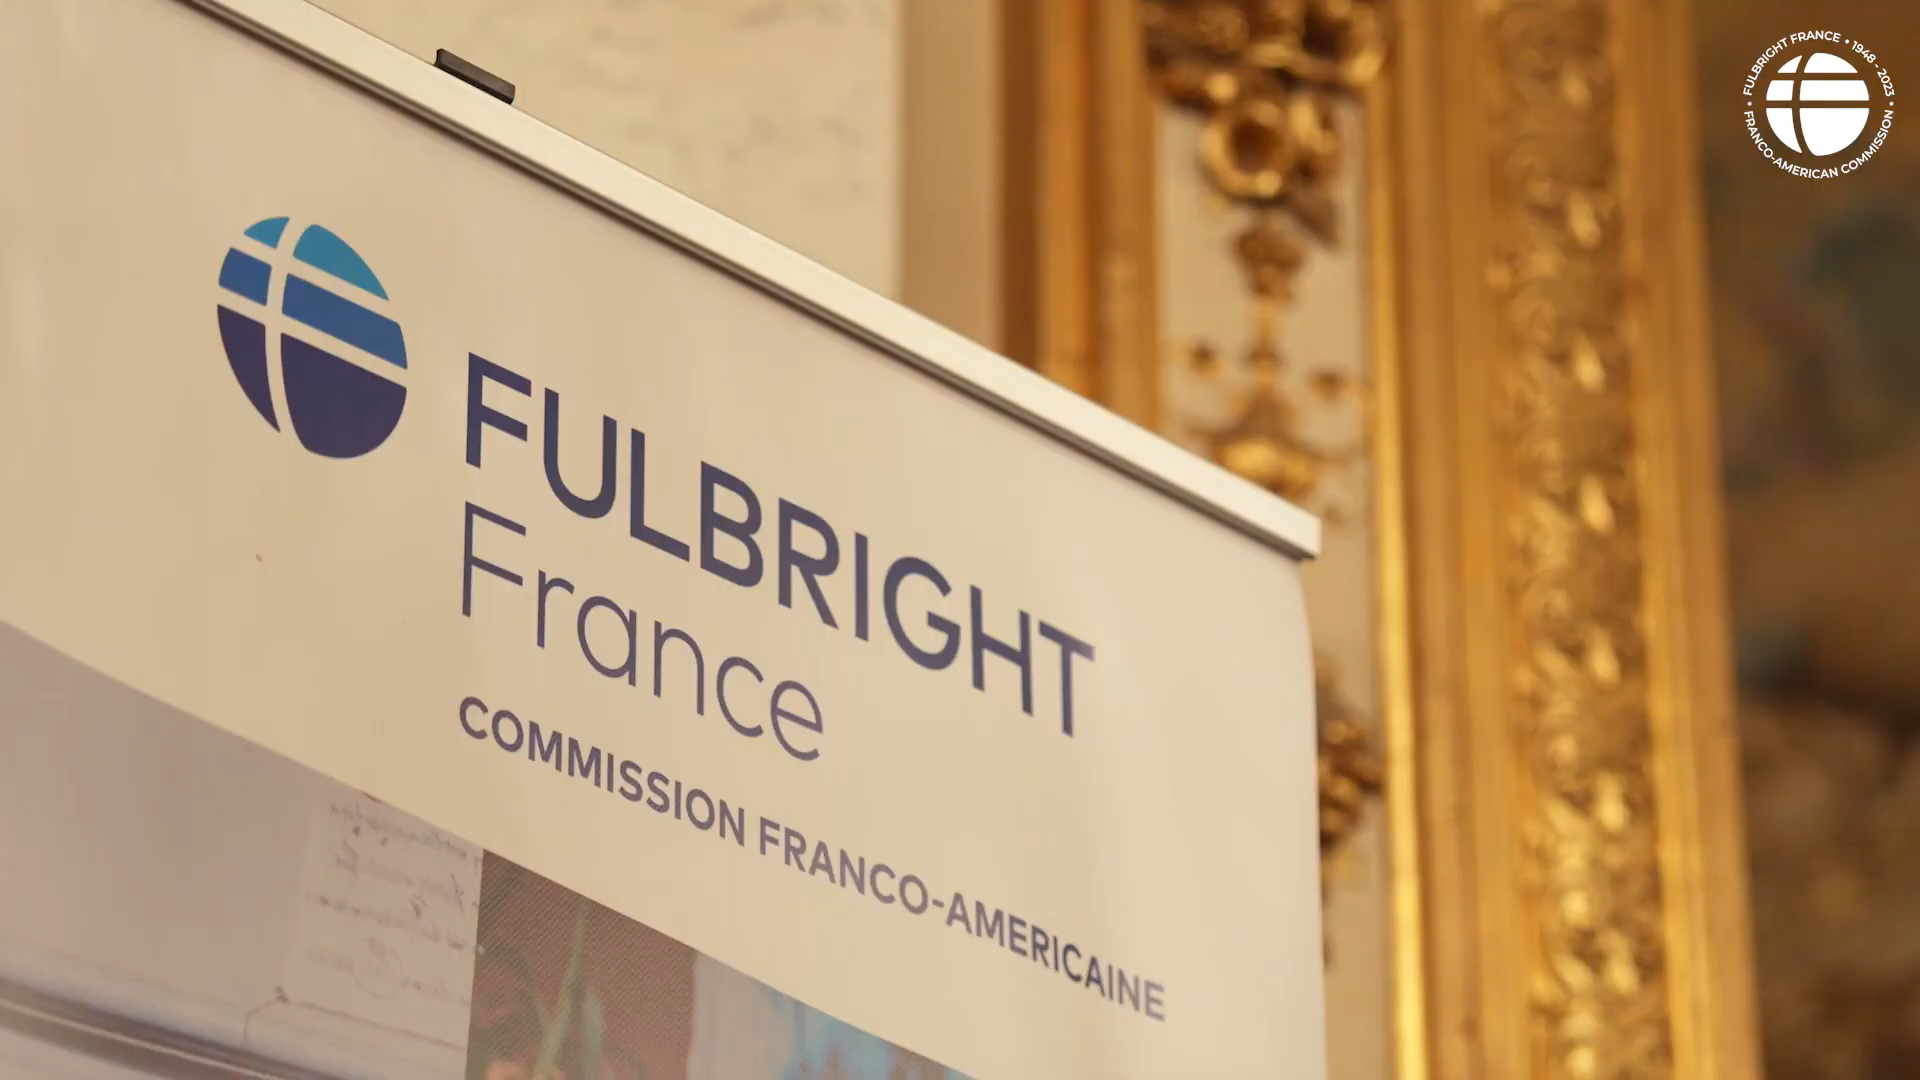 FULBRIGHT FRANCE • 1948 - 2023 •
FRANCO-AMERICAN COMMISSION •
FULBRIGHT
France
COMMISSION FRANCO-AMERICAINE